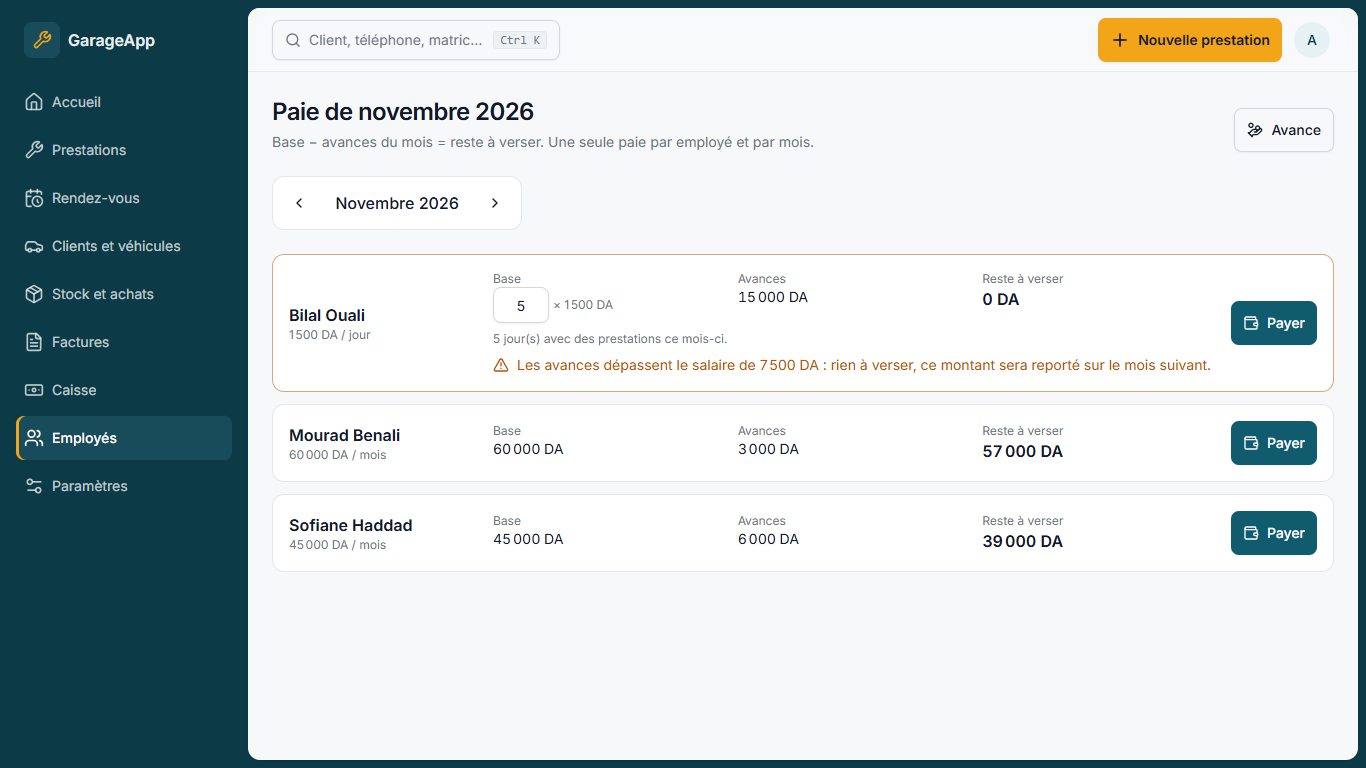 GarageApp
Client, téléphone, matric...
Ctrl K
Nouvelle prestation
A
Accueil
Prestations
Rendez-vous
Clients et véhicules
Stock et achats
Factures
Caisse
Employés
Paramètres
Paie de novembre 2026
Base – avances du mois = reste à verser. Une seule paie par employé et par mois.
Avance
Novembre 2026
Bilal Ouali
1500 DA / jour
Base
5 × 1500 DA
5 jour(s) avec des prestations ce mois-ci.
Avances
15 000 DA
Reste à verser
0 DA
Les avances dépassent le salaire de 7 500 DA : rien à verser, ce montant sera reporté sur le mois suivant.
Payer
Mourad Benali
60 000 DA / mois
Base
60 000 DA
Avances
3 000 DA
Reste à verser
57 000 DA
Payer
Sofiane Haddad
45 000 DA / mois
Base
45 000 DA
Avances
6 000 DA
Reste à verser
39 000 DA
Payer